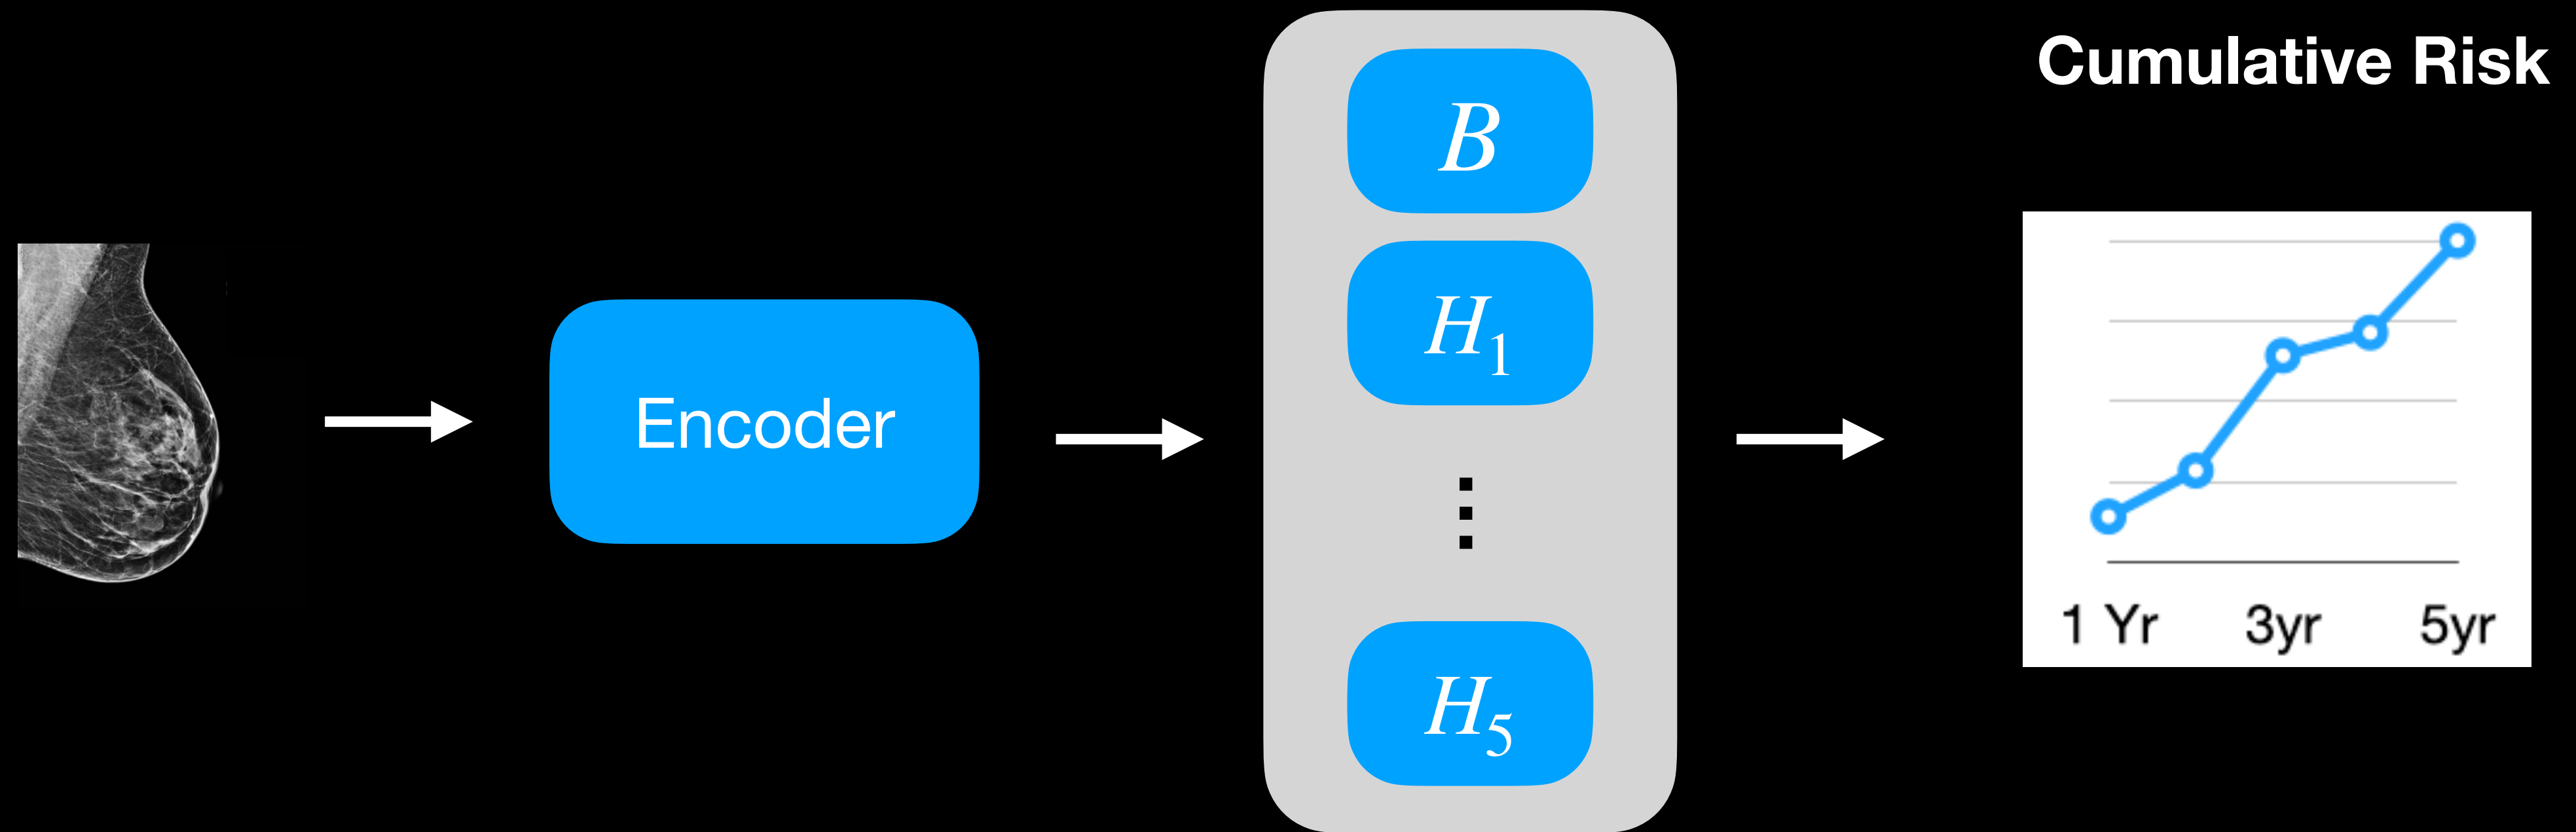 Cumulative Risk
Encoder
B
H₁
H₅
1 Yr 3yr 5yr